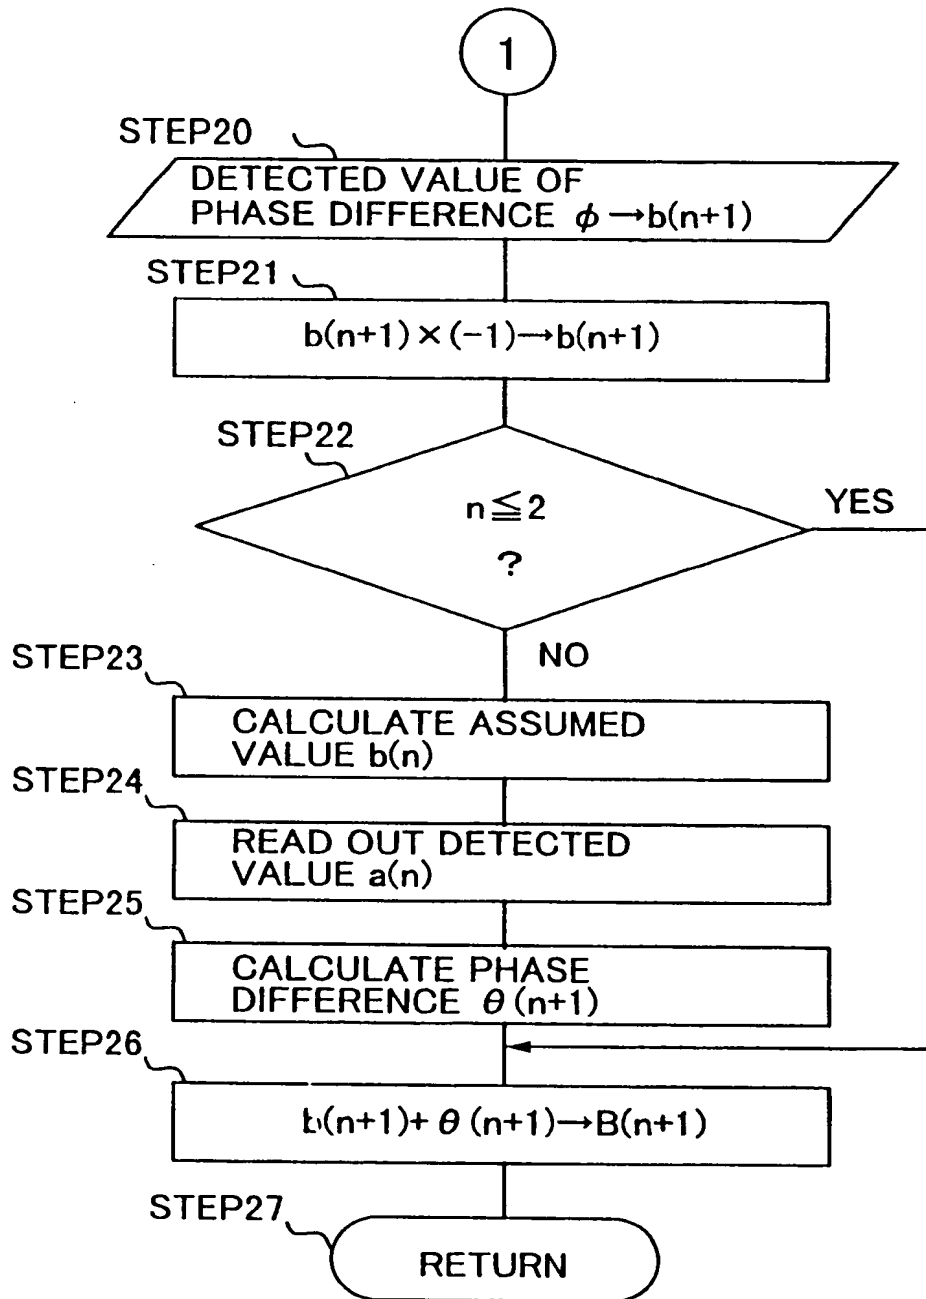 1
STEP20
DETECTED VALUE OF
PHASE DIFFERENCE ϕ→b(n+1)
STEP21
b(n+1)×(-1)→b(n+1)
STEP22
n≦2
?
YES
NO
STEP23
CALCULATE ASSUMED
VALUE b(n)
STEP24
READ OUT DETECTED
VALUE a(n)
STEP25
CALCULATE PHASE
DIFFERENCE θ(n+1)
STEP26
b(n+1)+θ(n+1)→B(n+1)
STEP27
RETURN